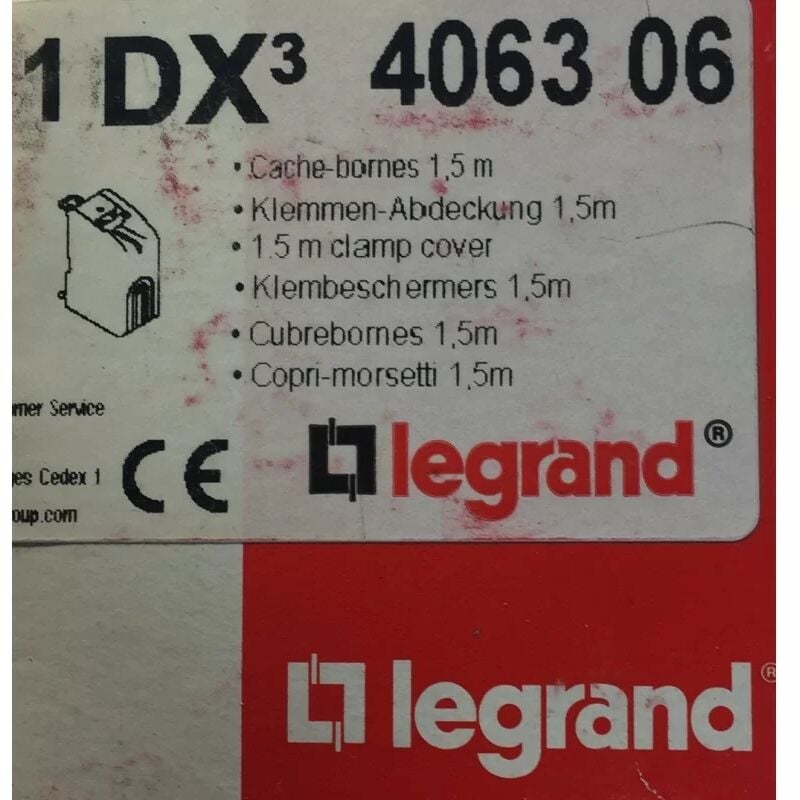 1 DX³ 4063 06
• Cache-bornes 1,5 m
• Klemmen-Abdeckung 1,5m
• 1.5 m clamp cover
• Klembeschermers 1,5m
• Cubrebornes 1,5m
• Copri-morsetti 1,5m
mer Service
es Cedex 1
oup.com
CE
legrand®
legrand®